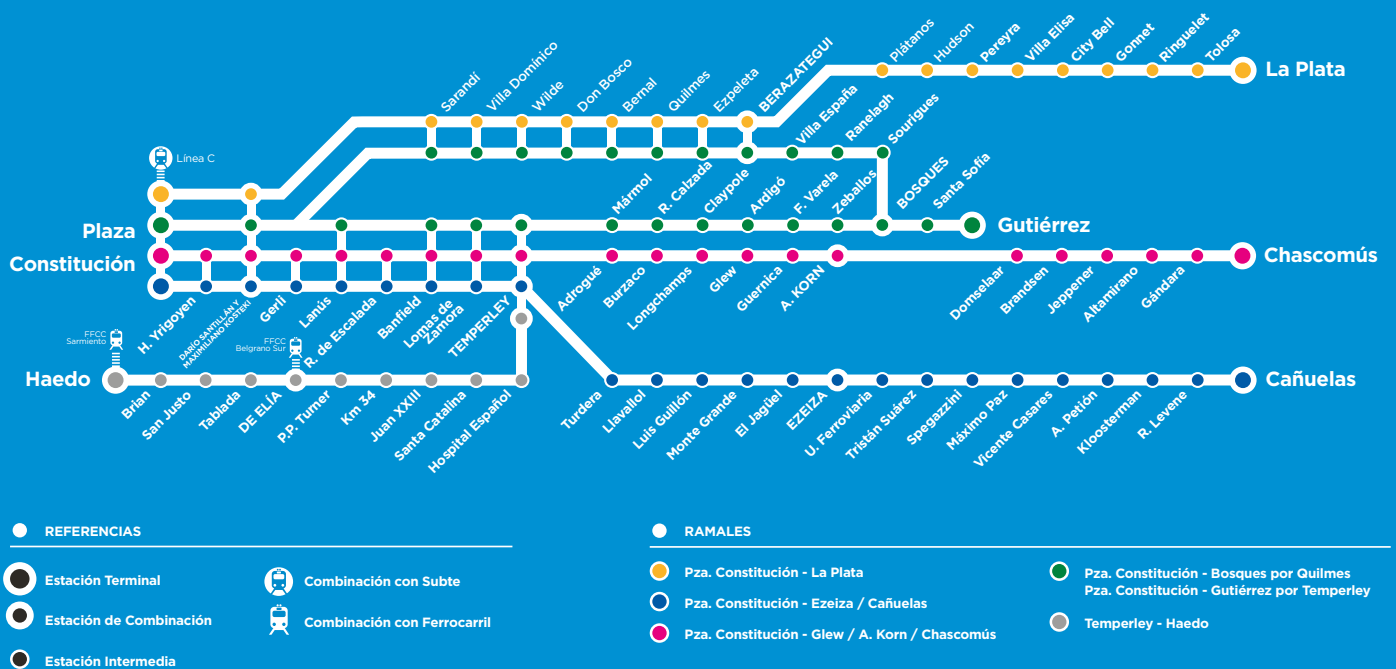 Sarandí
Villa Domínico
Wilde
Don Bosco
Bernal
Quilmes
Ezpeleta
BERAZATEGUI
Plátanos
Hudson
Pereyra
Villa Elisa
City Bell
Gonnet
Ringuelet
Tolosa
La Plata
Línea C
Villa España
Ranelagh
Sourigues
Mármol
R. Calzada
Claypole
Ardigó
F. Varela
Zeballos
BOSQUES
Santa Sofía
Gutiérrez
Plaza
Constitución
Chascomús
H. Yrigoyen
DARÍO SANTILLÁN Y
MAXIMILIANO KOSTEKI
Gerli
Lanús
R. de Escalada
Banfield
Lomas de
Zamora
TEMPERLEY
Adrogué
Burzaco
Longchamps
Glew
Guernica
A. KORN
Domselaar
Brandsen
Jeppener
Altamirano
Gándara
FFCC
Sarmiento
FFCC
Belgrano Sur
Haedo
Brian
San Justo
Tablada
DE ELÍA
P.P. Turner
Km 34
Juan XXIII
Santa Catalina
Hospital Español
Turdera
Llavallol
Luis Guillón
Monte Grande
El Jagüel
EZEIZA
U. Ferroviaria
Tristán Suárez
Spegazzini
Máximo Paz
Vicente Casares
A. Petión
Kloosterman
R. Levene
Cañuelas
REFERENCIAS
Estación Terminal
Estación de Combinación
Estación Intermedia
Combinación con Subte
Combinación con Ferrocarril
RAMALES
Pza. Constitución - La Plata
Pza. Constitución - Ezeiza / Cañuelas
Pza. Constitución - Glew / A. Korn / Chascomús
Pza. Constitución - Bosques por Quilmes
Pza. Constitución - Gutiérrez por Temperley
Temperley - Haedo